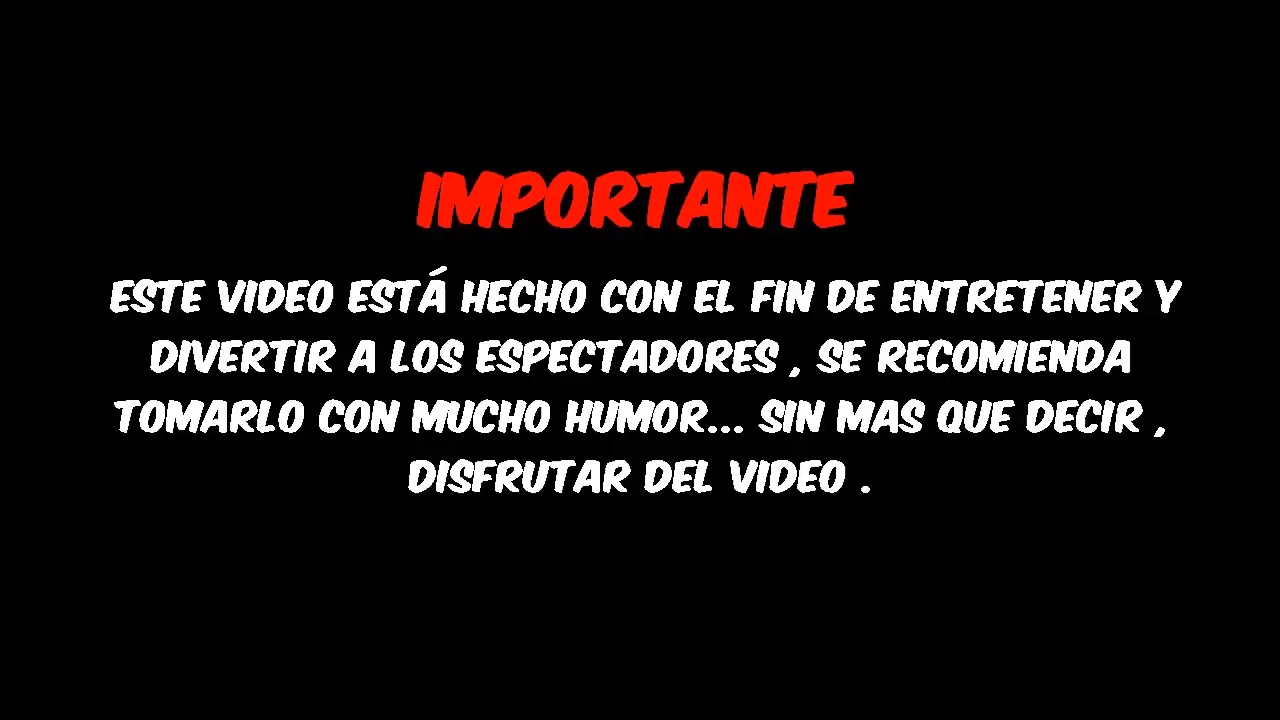 IMPORTANTE
ESTE VIDEO ESTÁ HECHO CON EL FIN DE ENTRETENER Y
DIVERTIR A LOS ESPECTADORES , SE RECOMIENDA
TOMARLO CON MUCHO HUMOR... SIN MAS QUE DECIR ,
DISFRUTAR DEL VIDEO .